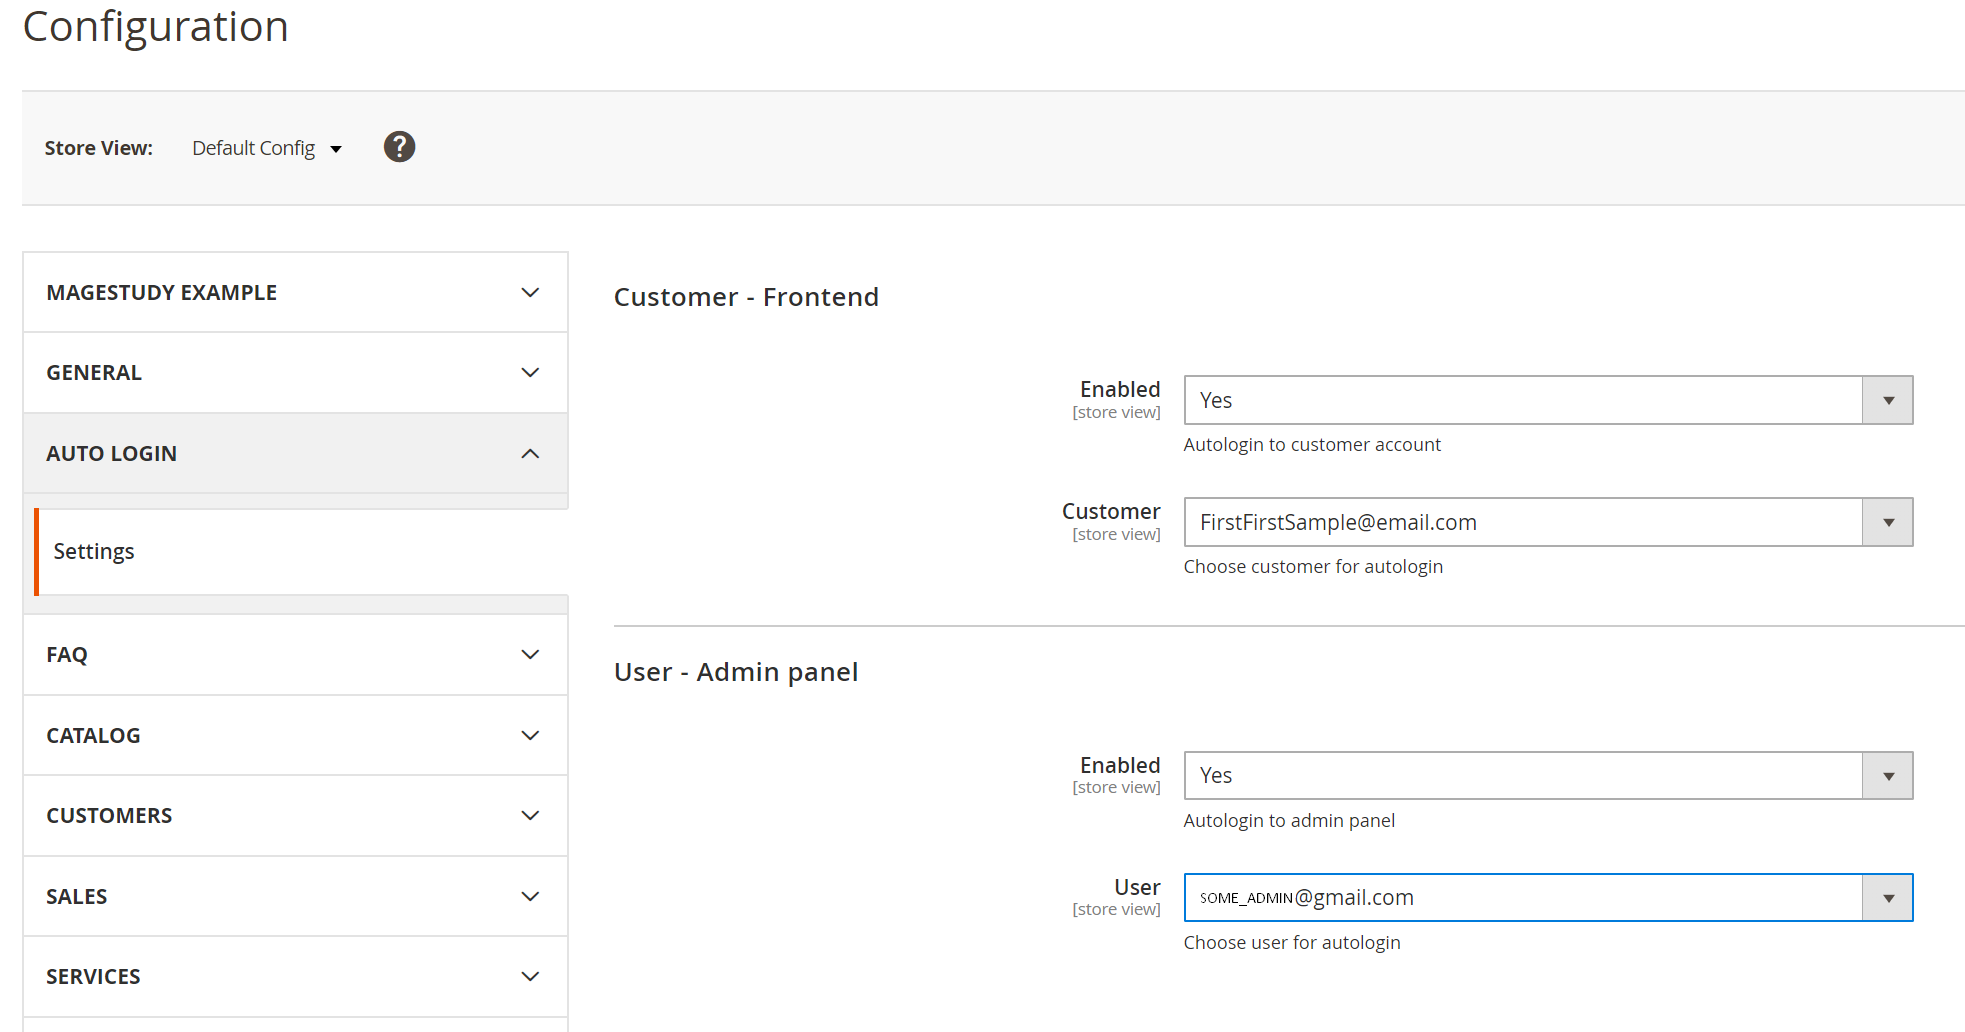 Configuration
Store View: Default Config ?
MAGESTUDY EXAMPLE
GENERAL
AUTO LOGIN
Settings
FAQ
CATALOG
CUSTOMERS
SALES
SERVICES
Customer - Frontend
Enabled Yes
[store view]
Autologin to customer account
Customer FirstFirstSample@email.com
[store view]
Choose customer for autologin
User - Admin panel
Enabled Yes
[store view]
Autologin to admin panel
User SOME_ADMIN@gmail.com
[store view]
Choose user for autologin